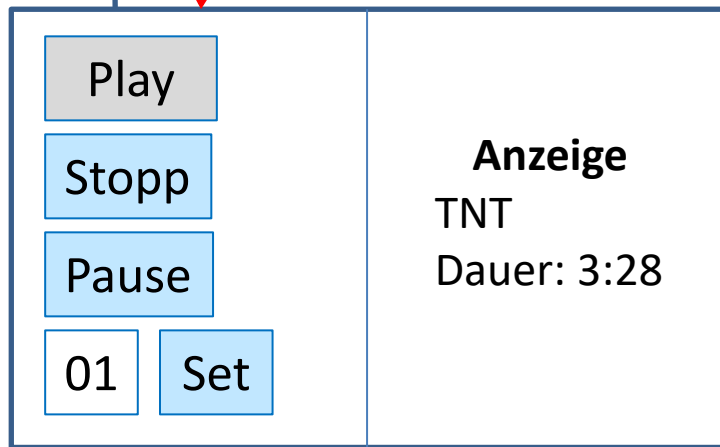 Play
Stopp
Pause
01 Set
Anzeige
TNT
Dauer: 3:28